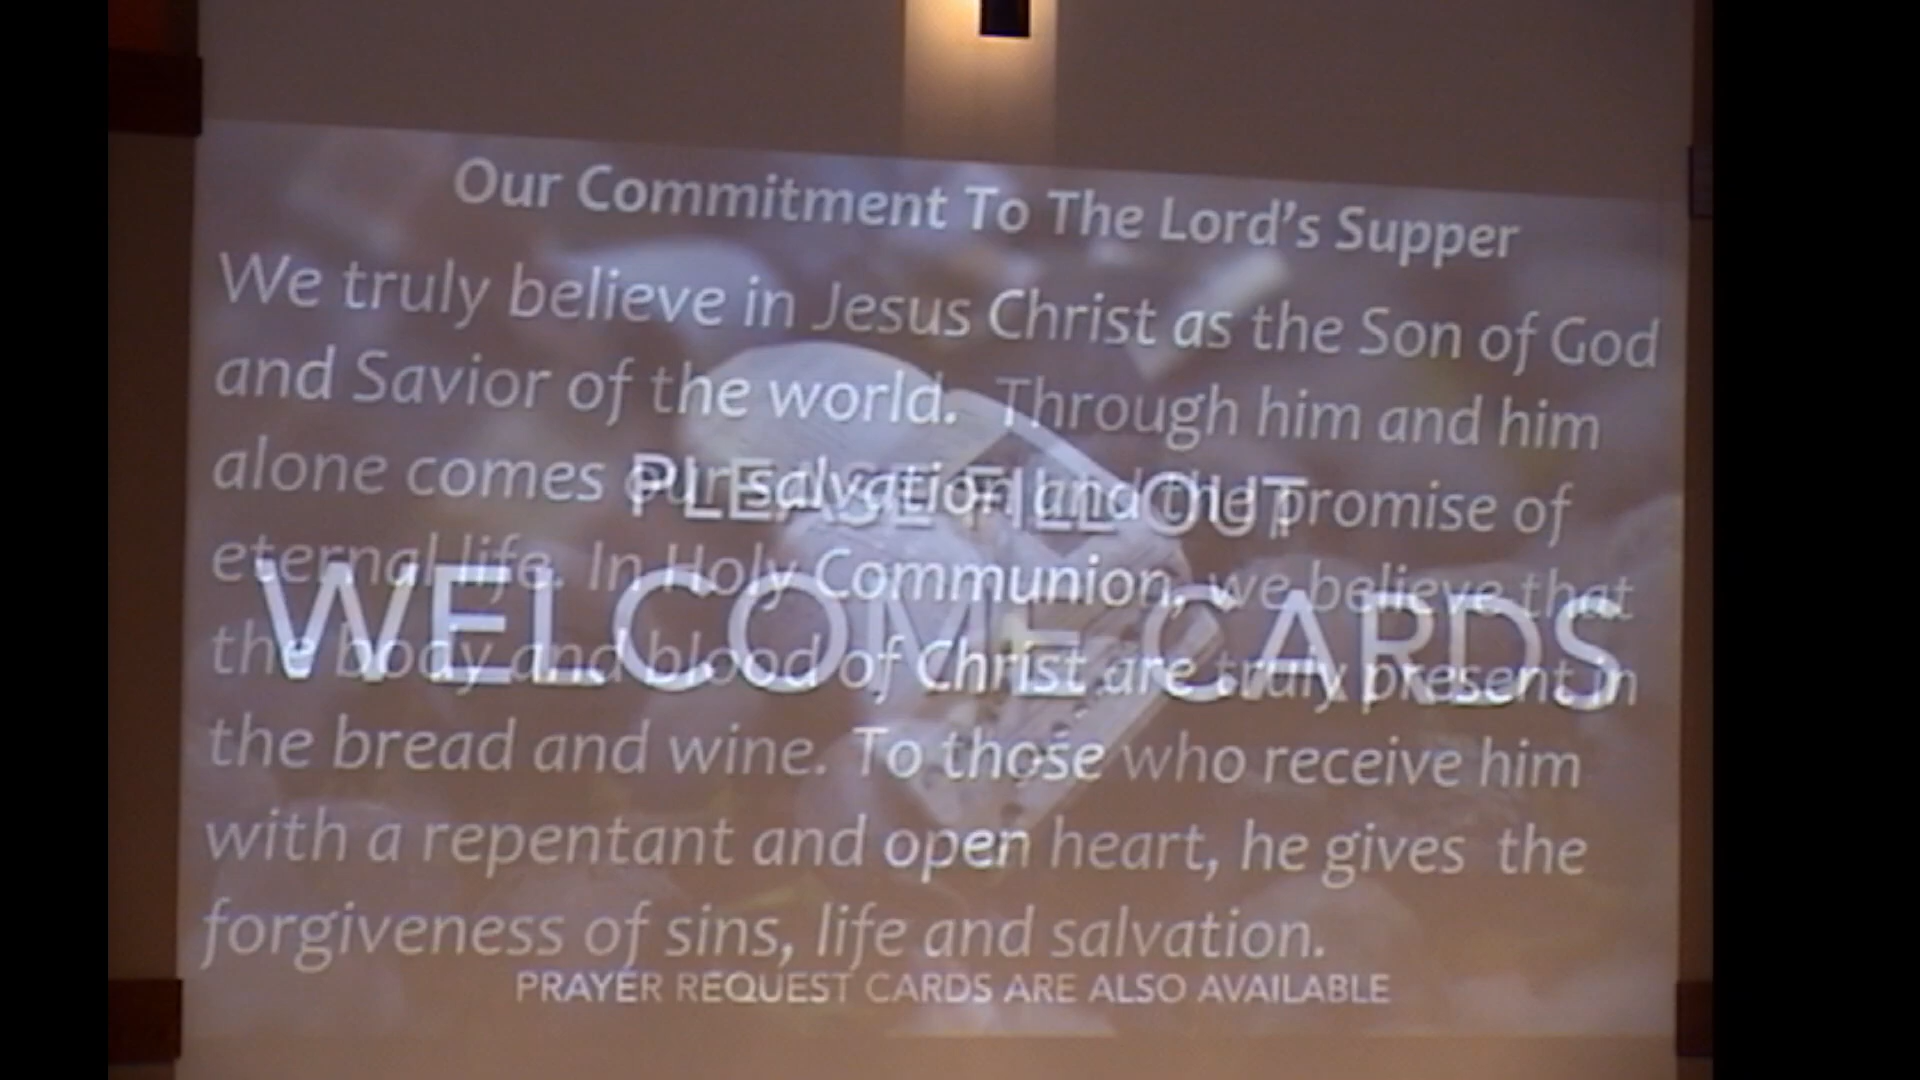 Our Commitment To The Lord's Supper
We truly believe in Jesus Christ as the Son of God
and Savior of the world. Through him and him
alone comes our salvation and the promise of
PLEASE FILL OUT
eternal life. In Holy Communion, we believe that
WELCOME CARDS
the body and blood of Christ are truly present in
the bread and wine. To those who receive him
with a repentant and open heart, he gives the
forgiveness of sins, life and salvation.
PRAYER REQUEST CARDS ARE ALSO AVAILABLE